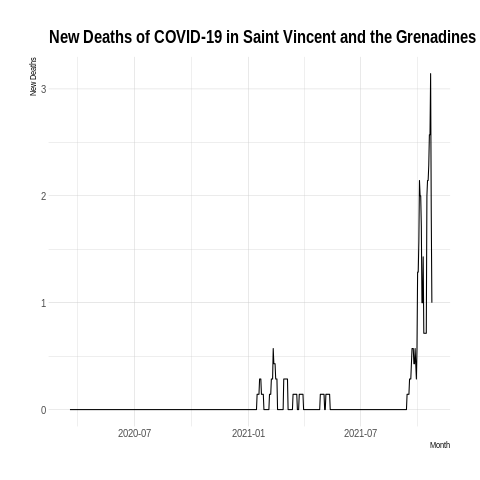 New Deaths of COVID-19 in Saint Vincent and the Grenadines
New Deaths
3
2
1
0
2020-07 2021-01 2021-07
Month